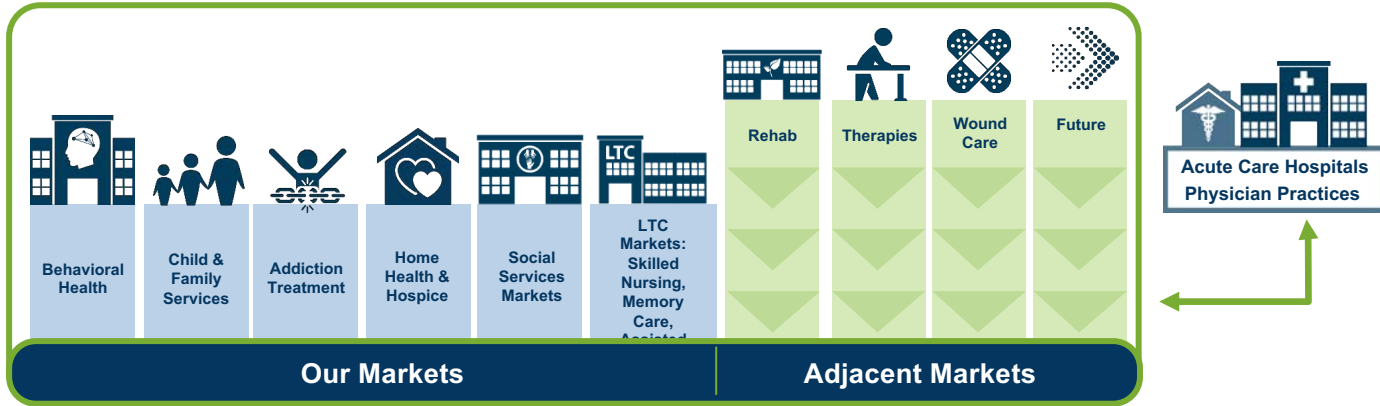 Behavioral
Health
Child &
Family
Services
Addiction
Treatment
Home
Health &
Hospice
Social
Services
Markets
LTC
LTC
Markets:
Skilled
Nursing,
Memory
Care,
Assisted
Rehab
Therapies
Wound
Care
Future
Acute Care Hospitals
Physician Practices
Our Markets
Adjacent Markets